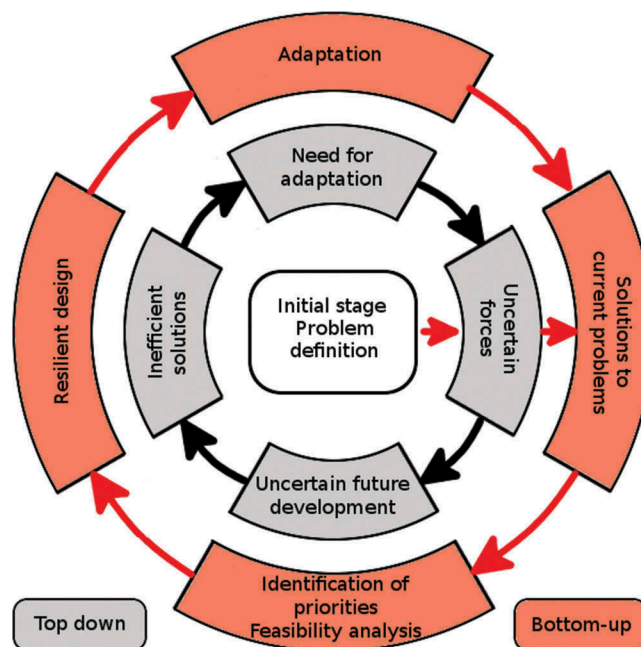 Adaptation
Need for
adaptation
Initial stage
Problem
definition
Uncertain
forces
Solutions to
current problems
Uncertain future
development
Inefficient
solutions
Resilient design
Identification of
priorities
Feasibility analysis
Top down
Bottom-up